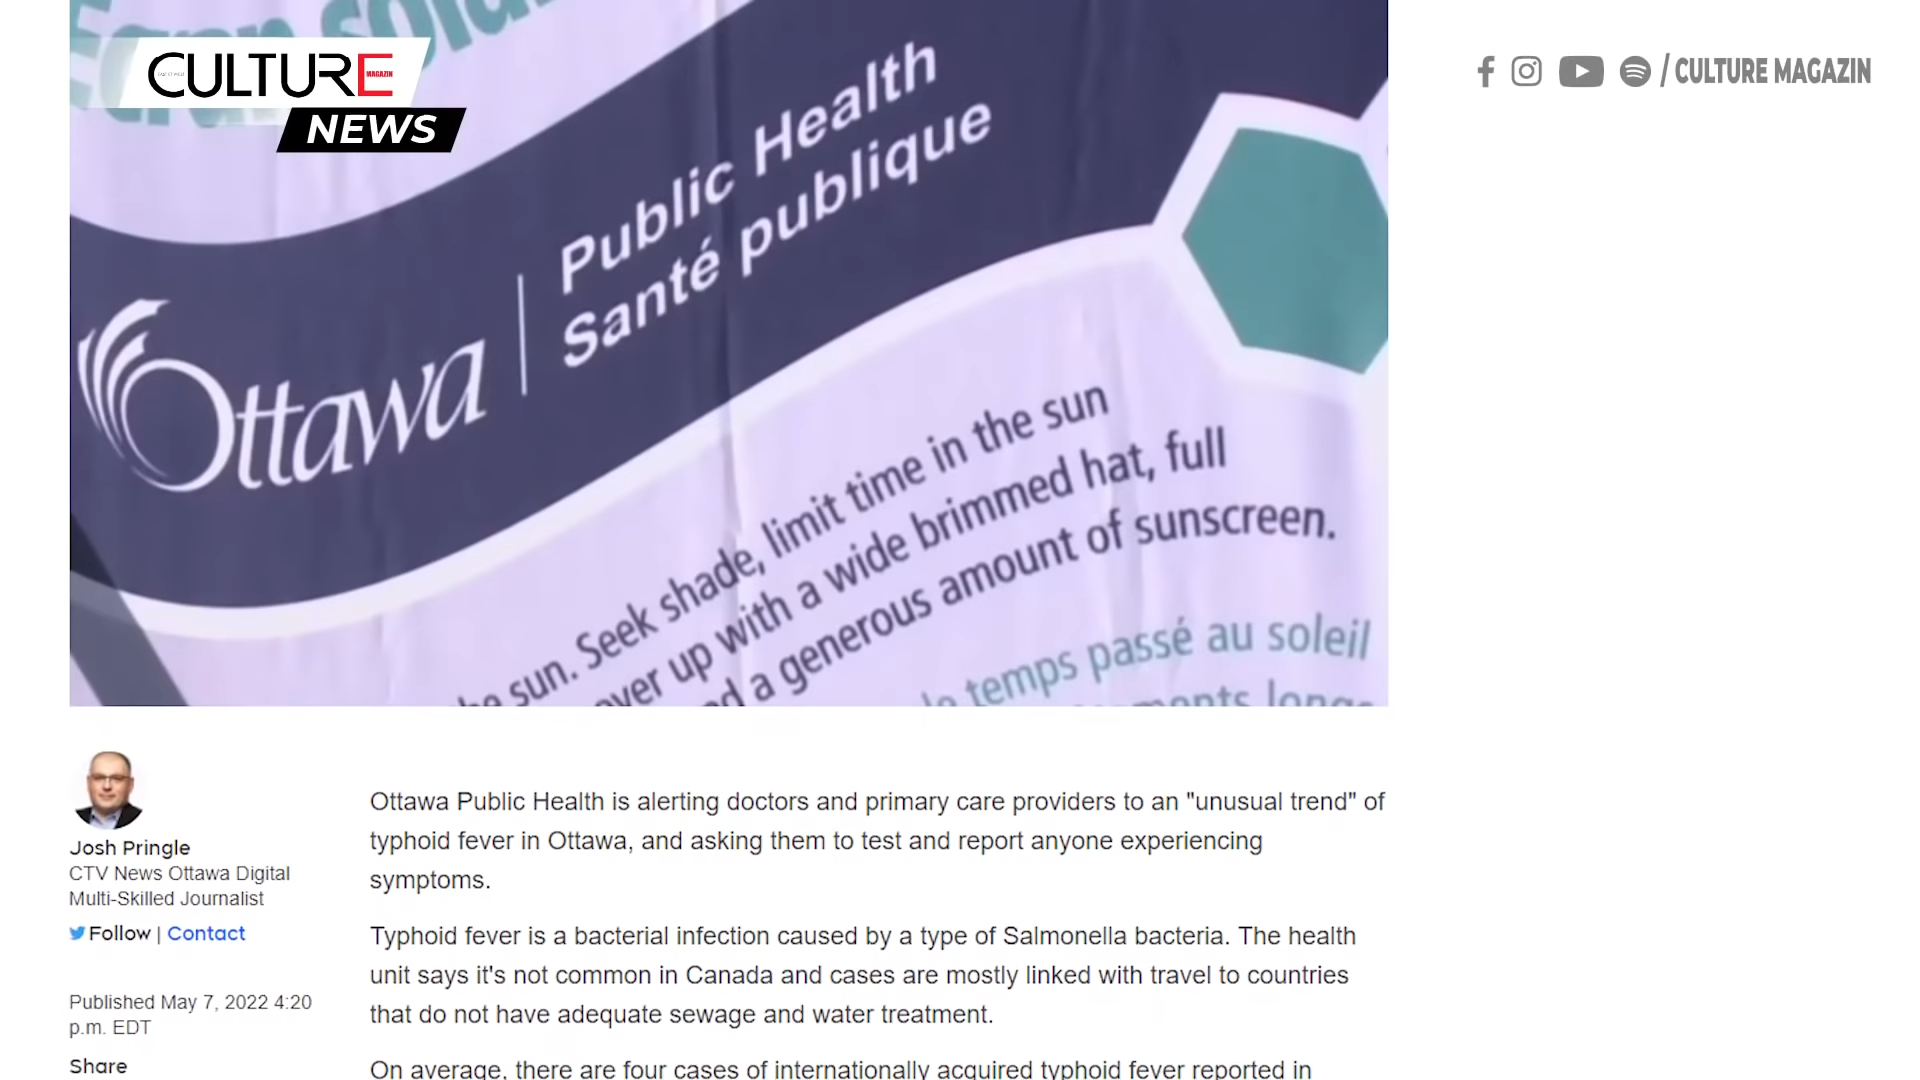 Écran sola
CULTURE
MAGAZIN
NEWS
/ CULTURE MAGAZIN
Public Health
Santé publique
Ottawa
he sun. Seek shade, limit time in the sun
over up with a wide brimmed hat, full
nd a generous amount of sunscreen.
le temps passé au soleil
Josh Pringle
CTV News Ottawa Digital
Multi-Skilled Journalist
Follow | Contact
Published May 7, 2022 4:20
p.m. EDT
Share
Ottawa Public Health is alerting doctors and primary care providers to an "unusual trend" of
typhoid fever in Ottawa, and asking them to test and report anyone experiencing
symptoms.
Typhoid fever is a bacterial infection caused by a type of Salmonella bacteria. The health
unit says it's not common in Canada and cases are mostly linked with travel to countries
that do not have adequate sewage and water treatment.
On average, there are four cases of internationally acquired typhoid fever reported in